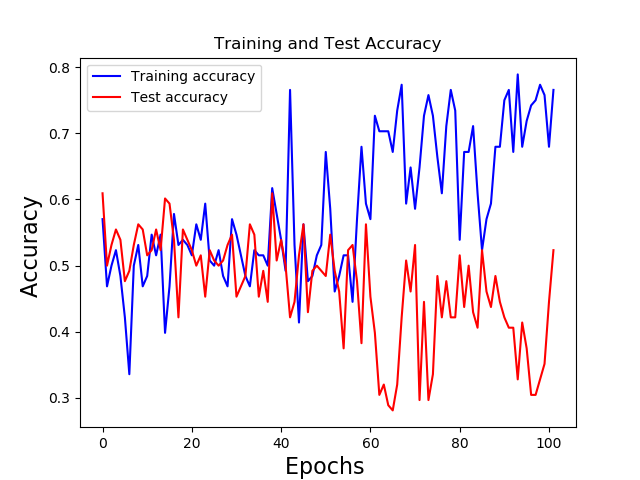 Training and Test Accuracy
Training accuracy
Test accuracy
Accuracy
0.8
0.7
0.6
0.5
0.4
0.3
0 20 40 60 80 100
Epochs